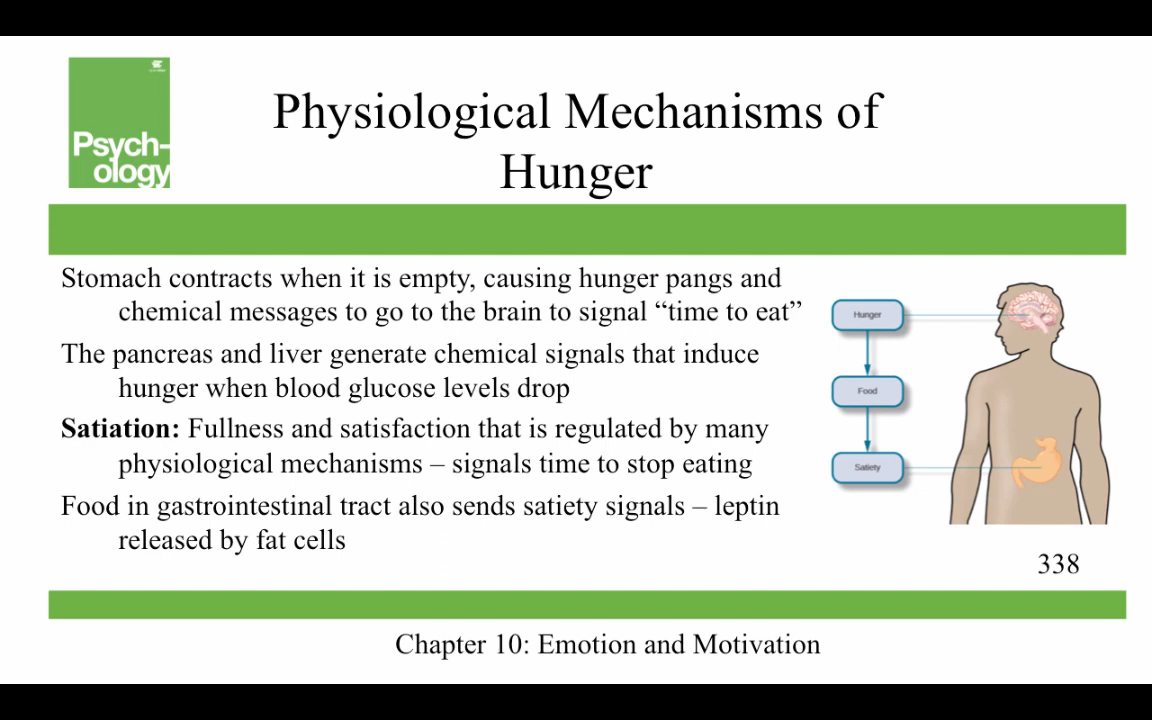 Psych-
ology
Physiological Mechanisms of
Hunger
Stomach contracts when it is empty, causing hunger pangs and
chemical messages to go to the brain to signal “time to eat”
The pancreas and liver generate chemical signals that induce
hunger when blood glucose levels drop
Satiation: Fullness and satisfaction that is regulated by many
physiological mechanisms – signals time to stop eating
Food in gastrointestinal tract also sends satiety signals – leptin
released by fat cells
Hunger
Food
Satiety
338
Chapter 10: Emotion and Motivation